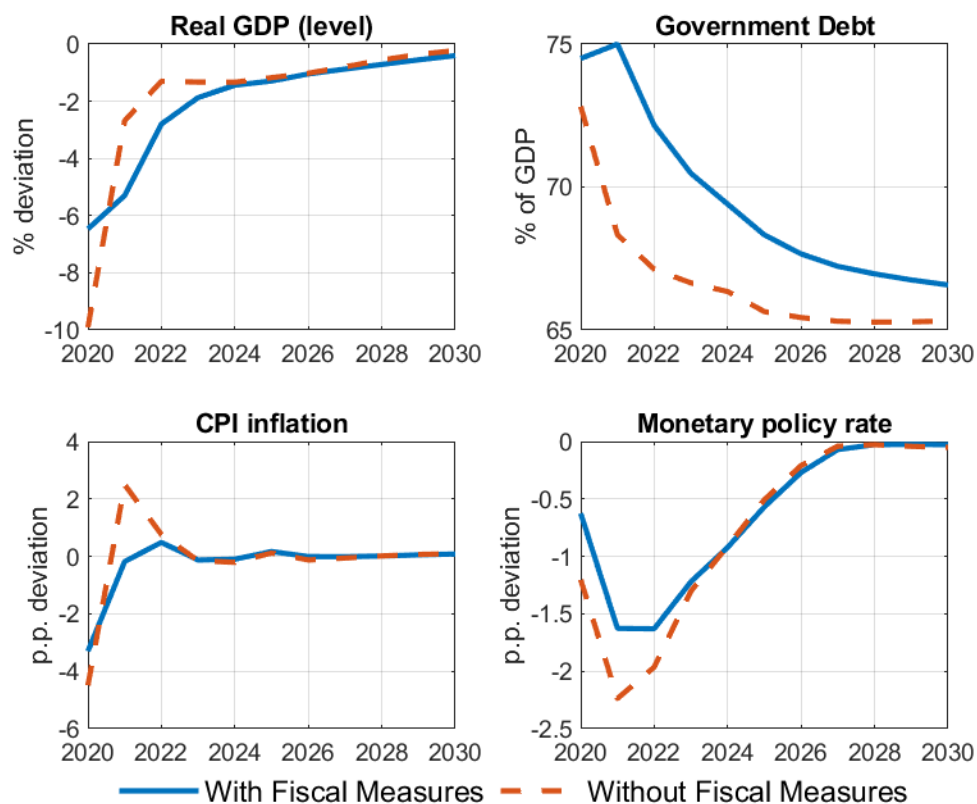 Real GDP (level)
% deviation
0
-2
-4
-6
-8
-10
2020 2022 2024 2026 2028 2030
Government Debt
% of GDP
75
70
65
2020 2022 2024 2026 2028 2030
CPI inflation
p.p. deviation
4
2
0
-2
-4
-6
2020 2022 2024 2026 2028 2030
Monetary policy rate
p.p. deviation
0
-0.5
-1
-1.5
-2
-2.5
2020 2022 2024 2026 2028 2030
With Fiscal Measures Without Fiscal Measures